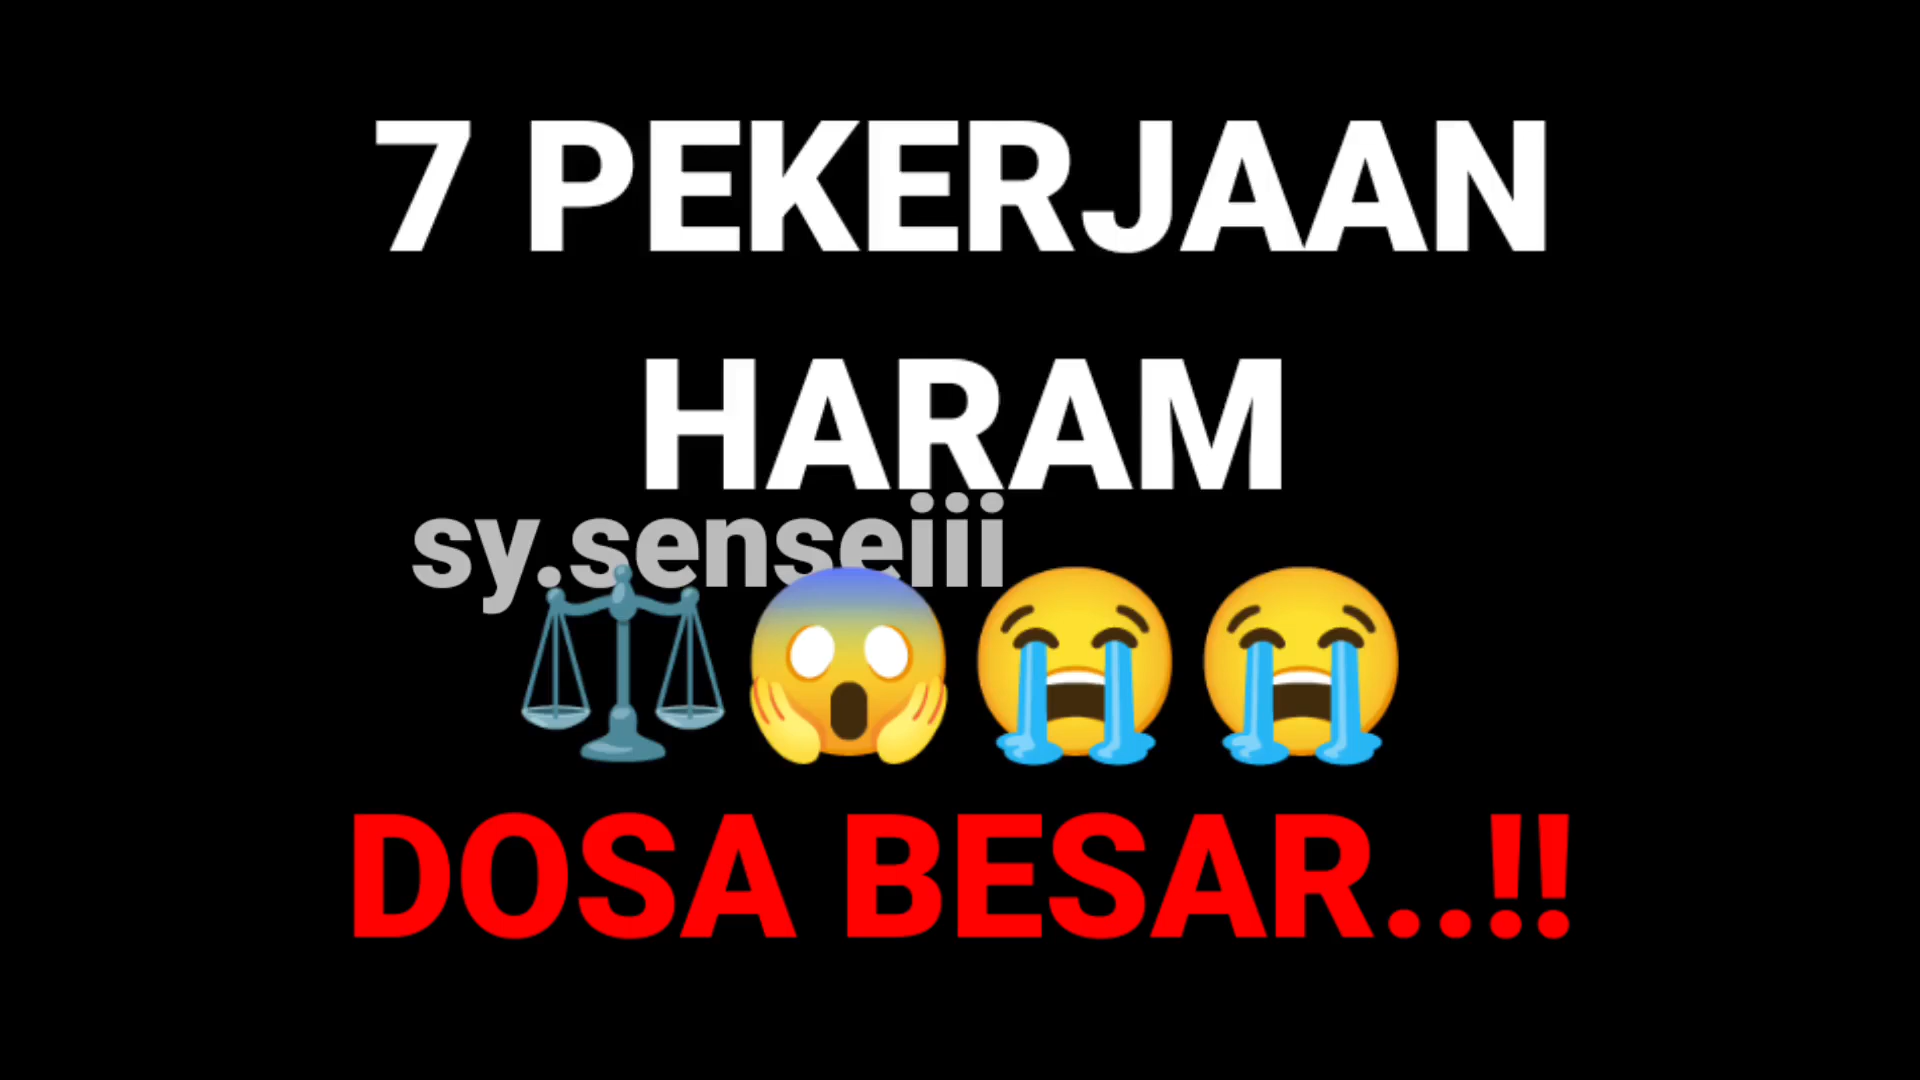 7 PEKERJAAN
HARAM
sy.senseiii
⚖️😱😭😭
DOSA BESAR..!!